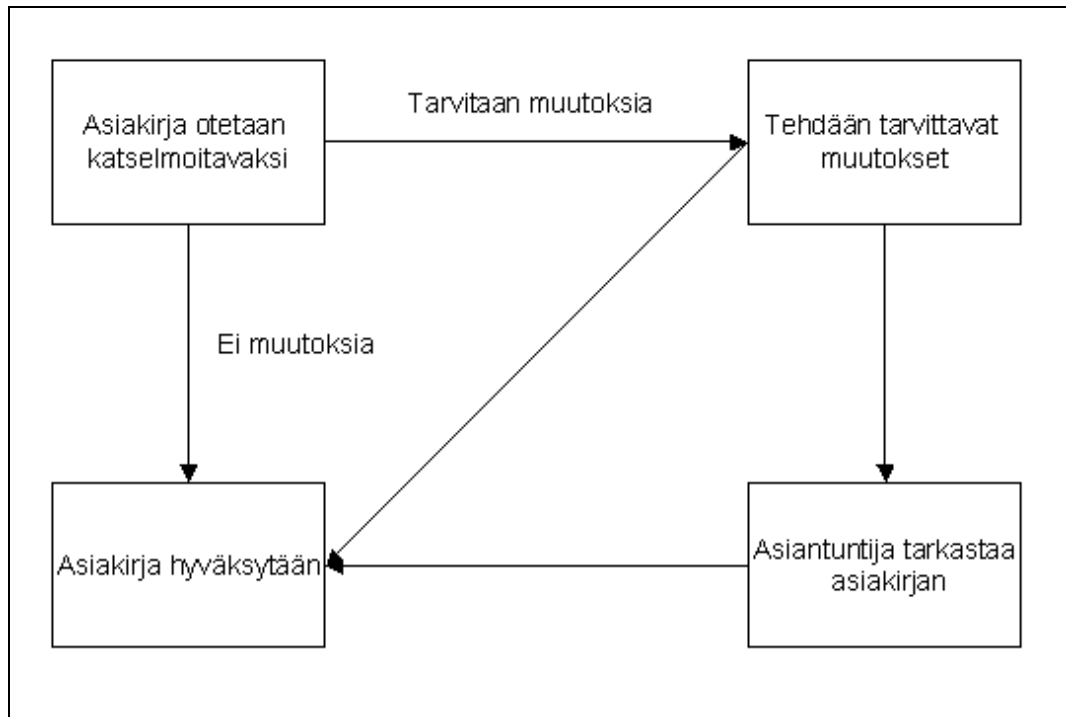 Asiakirja otetaan
katselmoitavaksi
Tarvitaan muutoksia
Tehdään tarvittavat
muutokset
Ei muutoksia
Asiakirja hyväksytään
Asiantuntija tarkastaa
asiakirjan